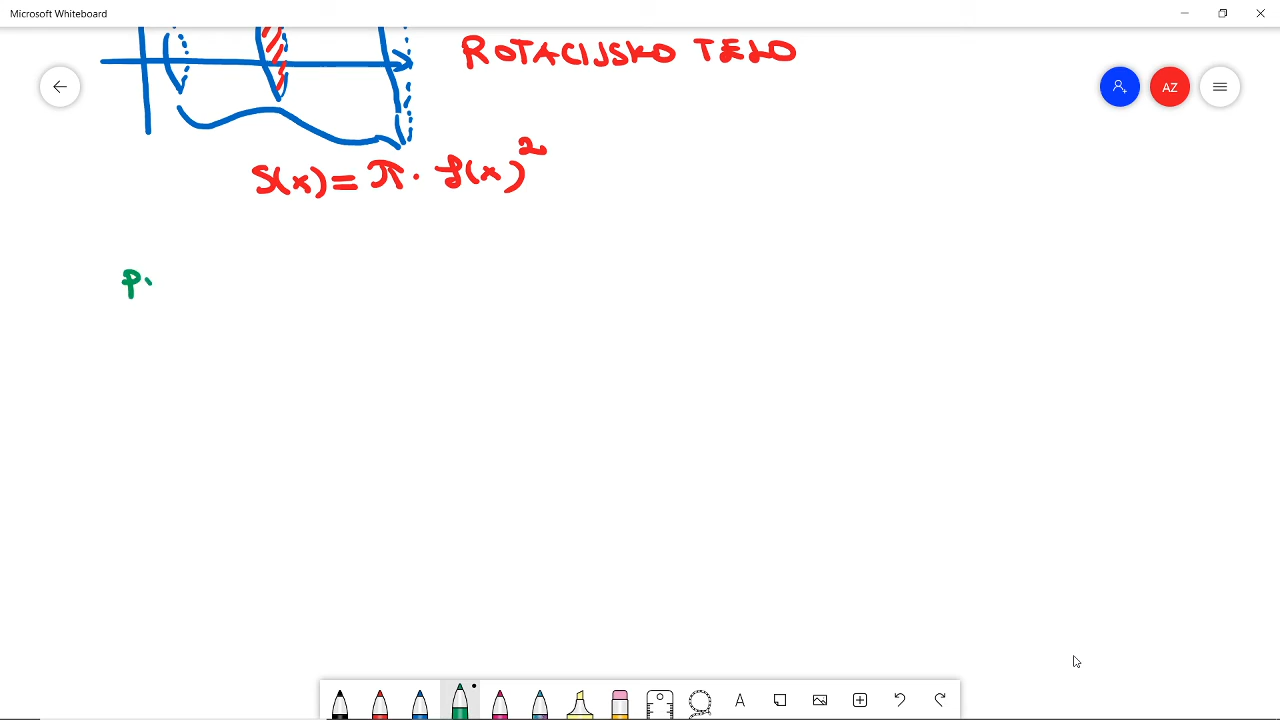 Microsoft Whiteboard
ROTACIJSKO TELO
AZ
S(x) = π · f(x)²
P.
A